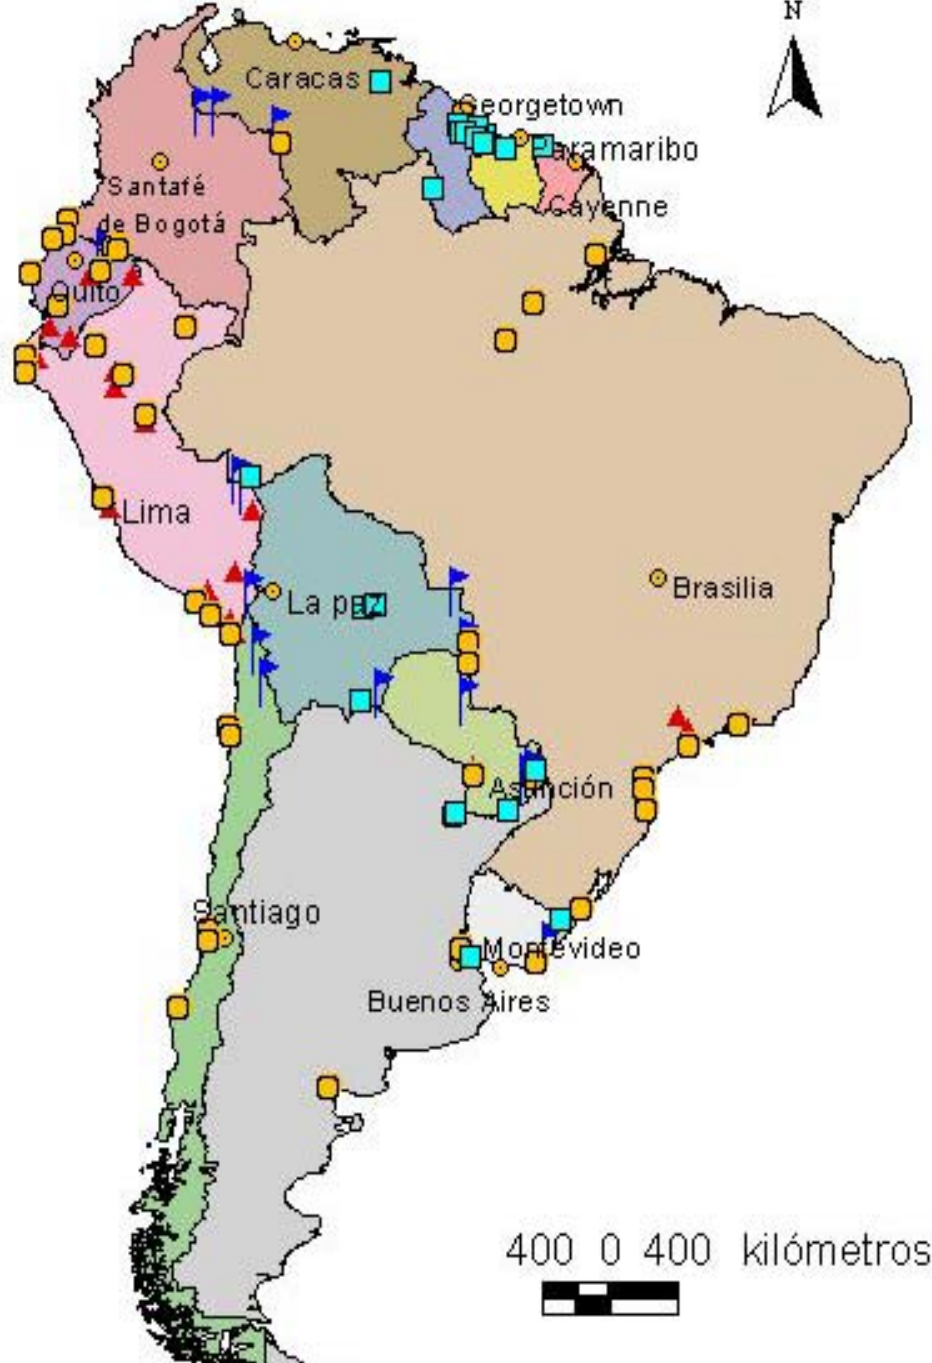 N
Caracas
Georgetown
Paramaribo
Santafé
de Bogotá
Cayenne
Quito
Lima
La paz
Brasilia
Asunción
Santiago
Montevideo
Buenos Aires
400 0 400 kilómetros